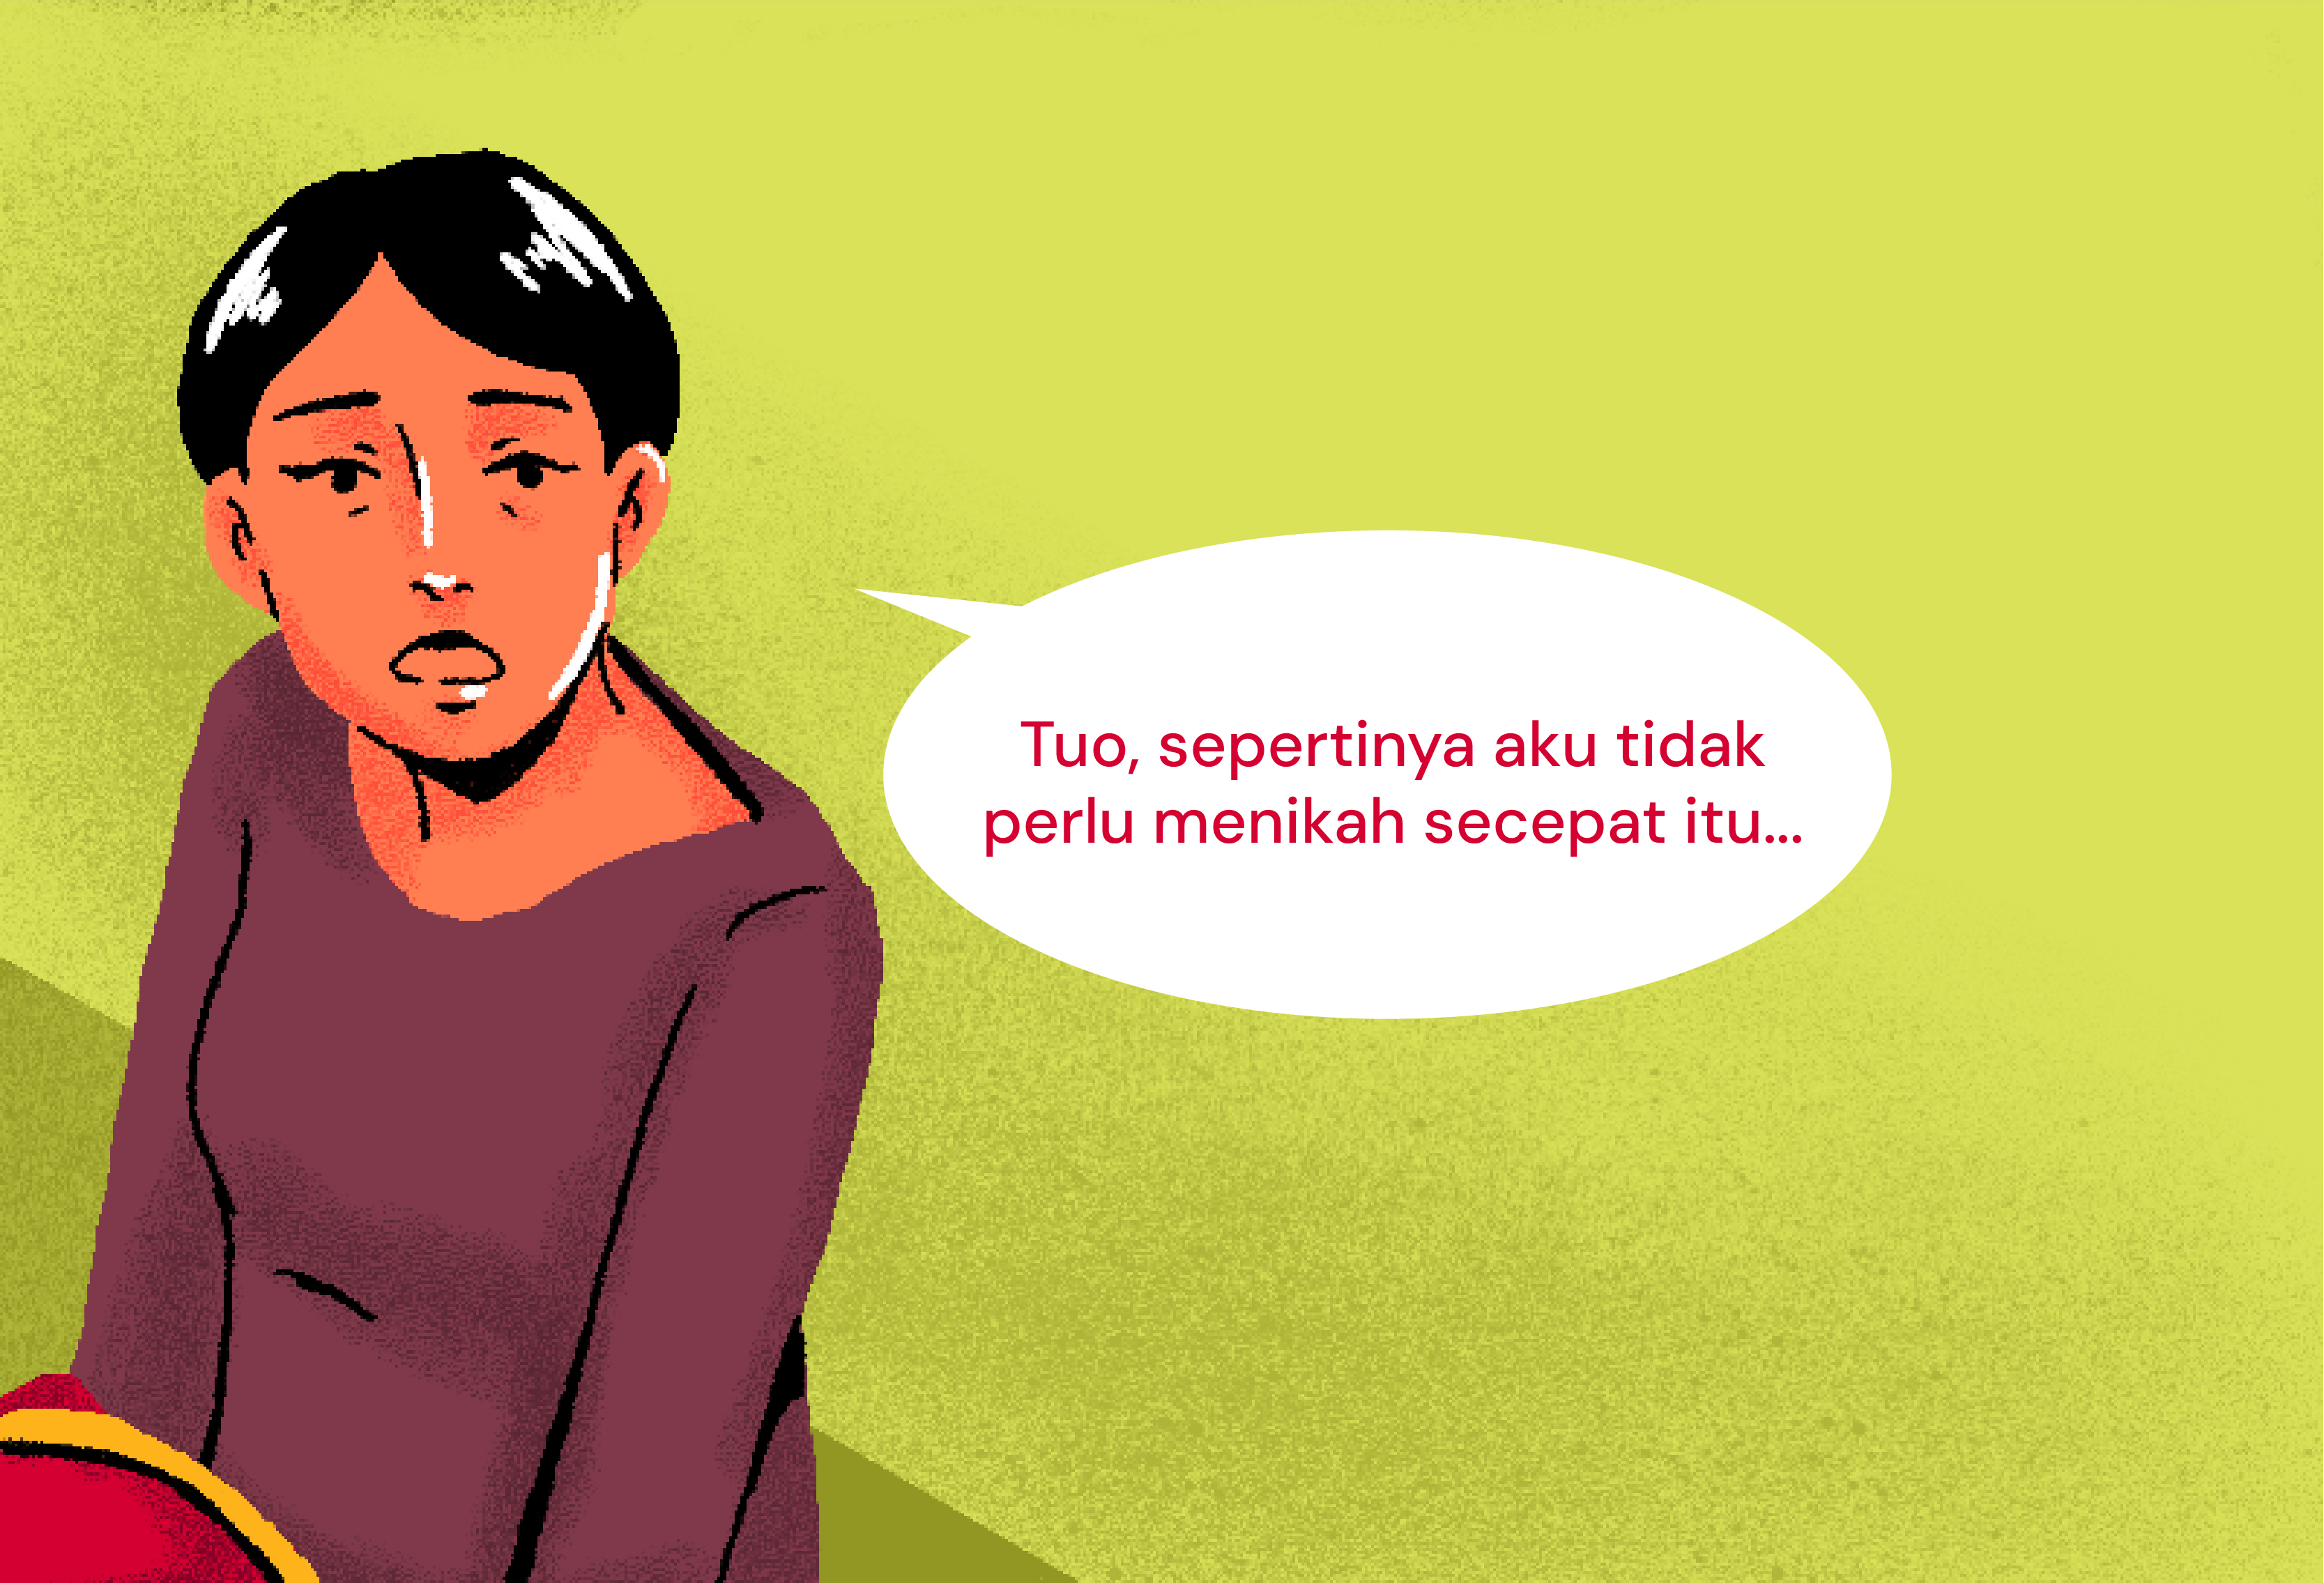 Tuo, sepertinya aku tidak
perlu menikah secepat itu...